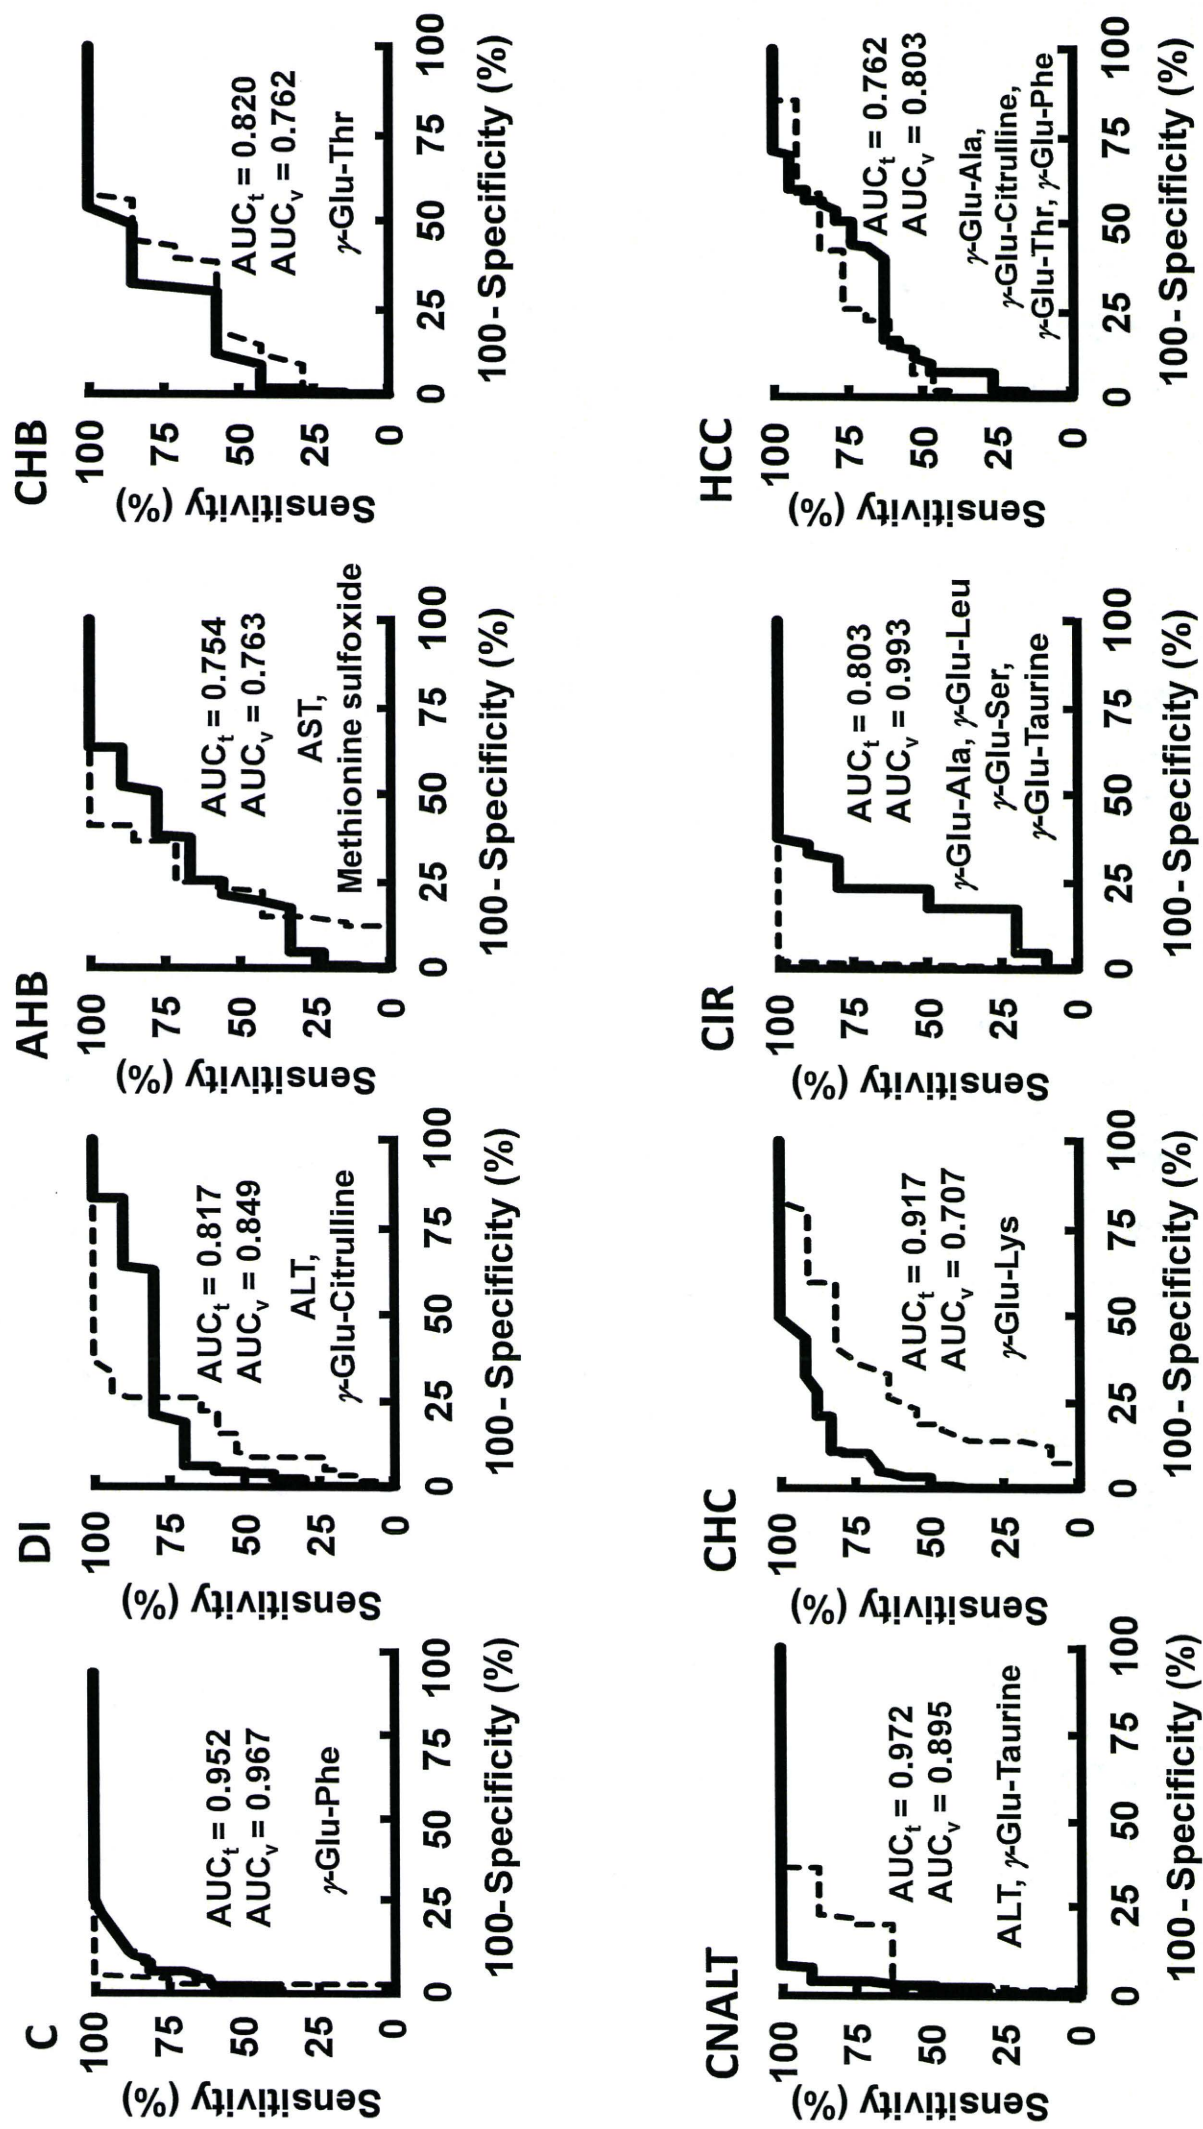 C
Sensitivity (%)
100
75
50
25
0
AUCt = 0.952
AUCv = 0.967
γ-Glu-Phe
0 25 50 75 100
100-Specificity (%)
DI
Sensitivity (%)
100
75
50
25
0
AUCt = 0.817
AUCv = 0.849
ALT,
γ-Glu-Citrulline
0 25 50 75 100
100-Specificity (%)
AHB
Sensitivity (%)
100
75
50
25
0
AUCt = 0.754
AUCv = 0.763
AST,
Methionine sulfoxide
0 25 50 75 100
100-Specificity (%)
CHB
Sensitivity (%)
100
75
50
25
0
AUCt = 0.820
AUCv = 0.762
γ-Glu-Thr
0 25 50 75 100
100-Specificity (%)
CNALT
Sensitivity (%)
100
75
50
25
0
AUCt = 0.972
AUCv = 0.895
ALT, γ-Glu-Taurine
0 25 50 75 100
100-Specificity (%)
CHC
Sensitivity (%)
100
75
50
25
0
AUCt = 0.917
AUCv = 0.707
γ-Glu-Lys
0 25 50 75 100
100-Specificity (%)
CIR
Sensitivity (%)
100
75
50
25
0
AUCt = 0.803
AUCv = 0.993
γ-Glu-Ala, γ-Glu-Leu
γ-Glu-Ser,
γ-Glu-Taurine
0 25 50 75 100
100-Specificity (%)
HCC
Sensitivity (%)
100
75
50
25
0
AUCt = 0.762
AUCv = 0.803
γ-Glu-Ala,
γ-Glu-Citrulline,
γ-Glu-Thr, γ-Glu-Phe
0 25 50 75 100
100-Specificity (%)